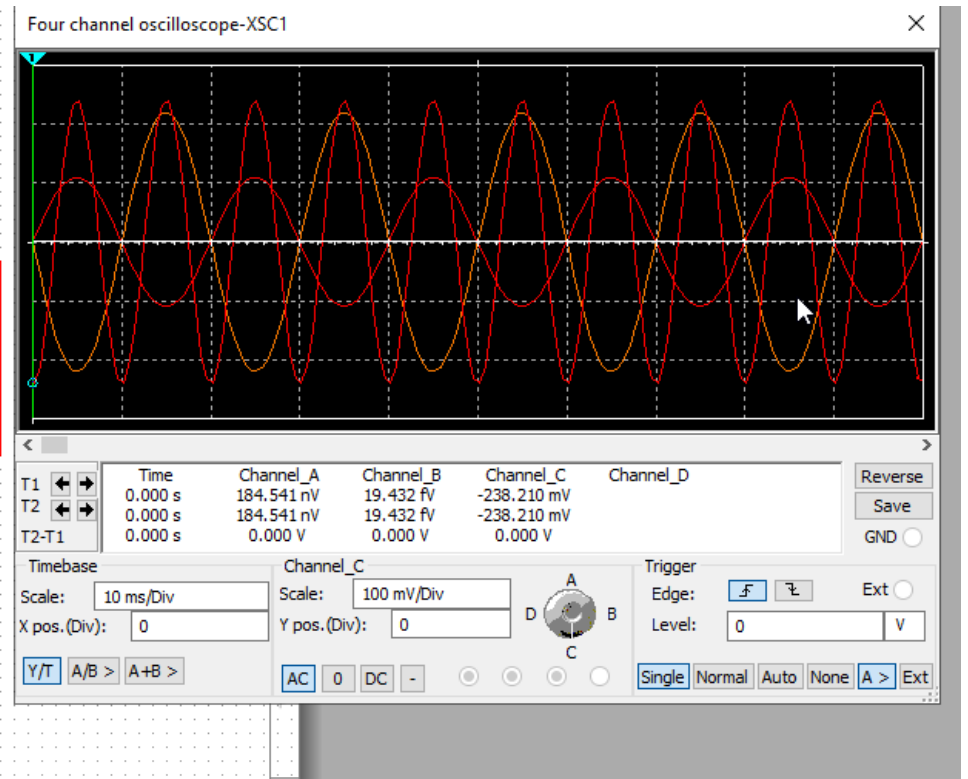 Four channel oscilloscope-XSC1
1
T1
T2
T2-T1
Time Channel_A Channel_B Channel_C Channel_D
0.000 s 184.541 nV 19.432 fV -238.210 mV
0.000 s 184.541 nV 19.432 fV -238.210 mV
0.000 s 0.000 V 0.000 V 0.000 V
Reverse
Save
GND
Timebase
Scale: 10 ms/Div
X pos.(Div): 0
Y/T A/B > A+B >
Channel_C
Scale: 100 mV/Div
Y pos.(Div): 0
AC 0 DC -
A
D B
C
Trigger
Edge: Ext
Level: 0 V
Single Normal Auto None A > Ext